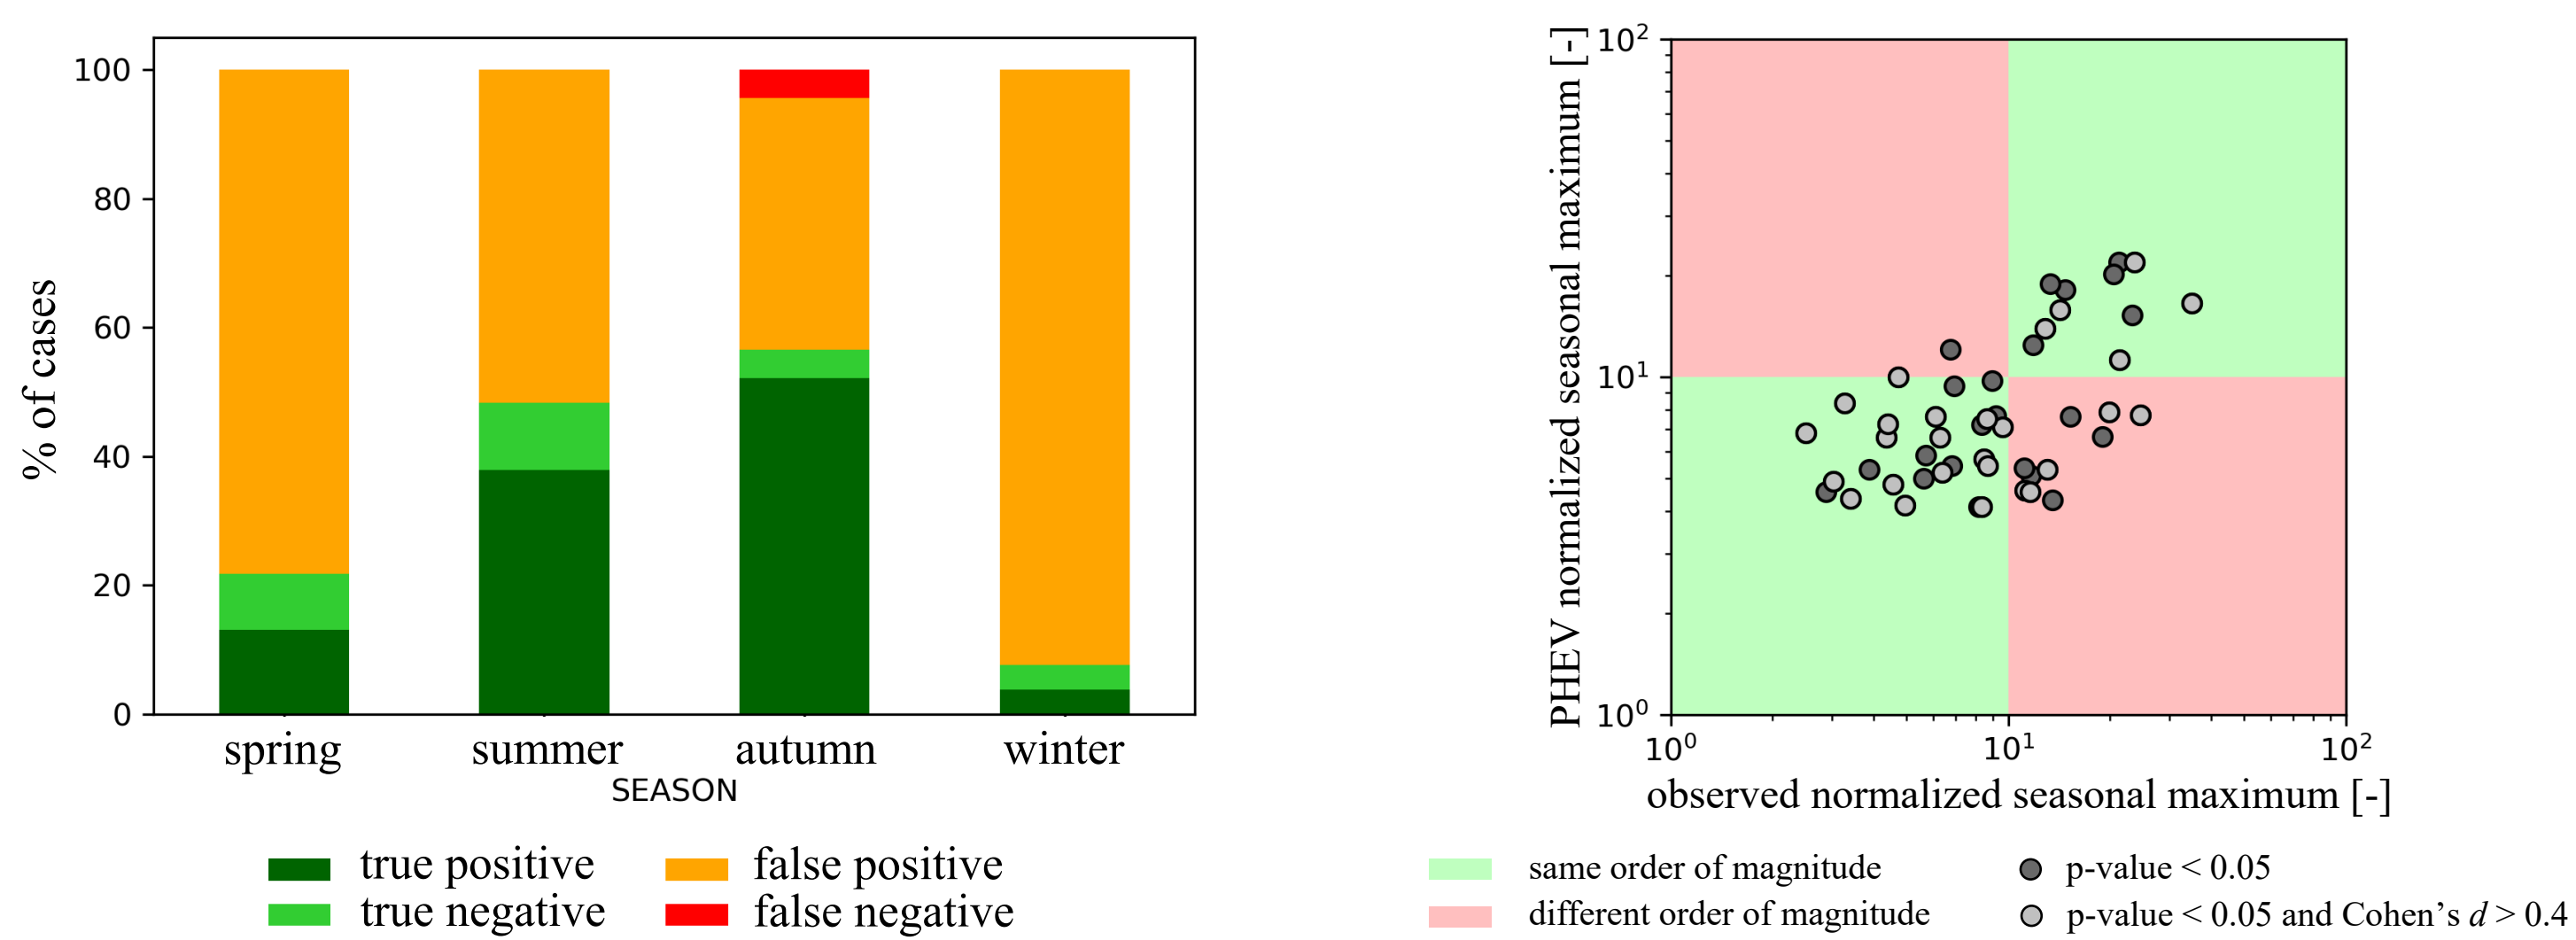 % of cases
100
80
60
40
20
0
spring summer autumn winter
SEASON
true positive
true negative
false positive
false negative
PHEV normalized seasonal maximum [-]
10²
10¹
10⁰
10⁰ 10¹ 10²
observed normalized seasonal maximum [-]
same order of magnitude
different order of magnitude
p-value < 0.05
p-value < 0.05 and Cohen’s d > 0.4